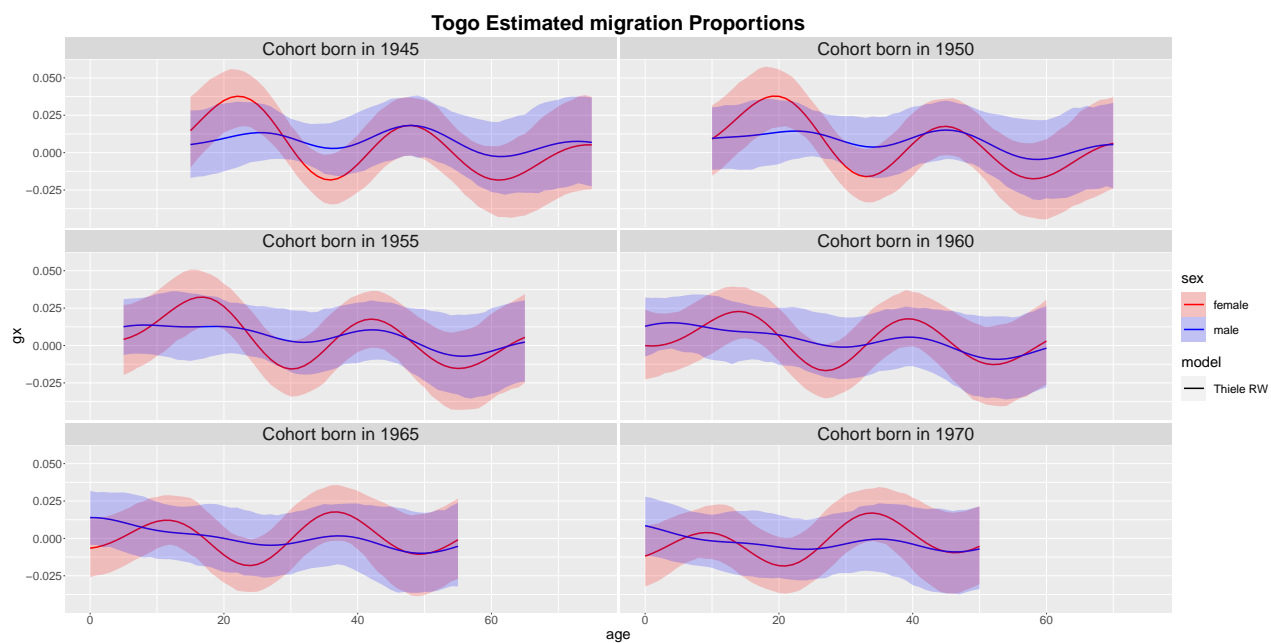 Togo Estimated migration Proportions
Cohort born in 1945
Cohort born in 1950
0.050
0.025
0.000
−0.025
Cohort born in 1955
Cohort born in 1960
0.050
0.025
0.000
−0.025
Cohort born in 1965
Cohort born in 1970
0.050
0.025
0.000
−0.025
0 20 40 60
0 20 40 60
age
gx
sex
female
male
model
Thiele RW